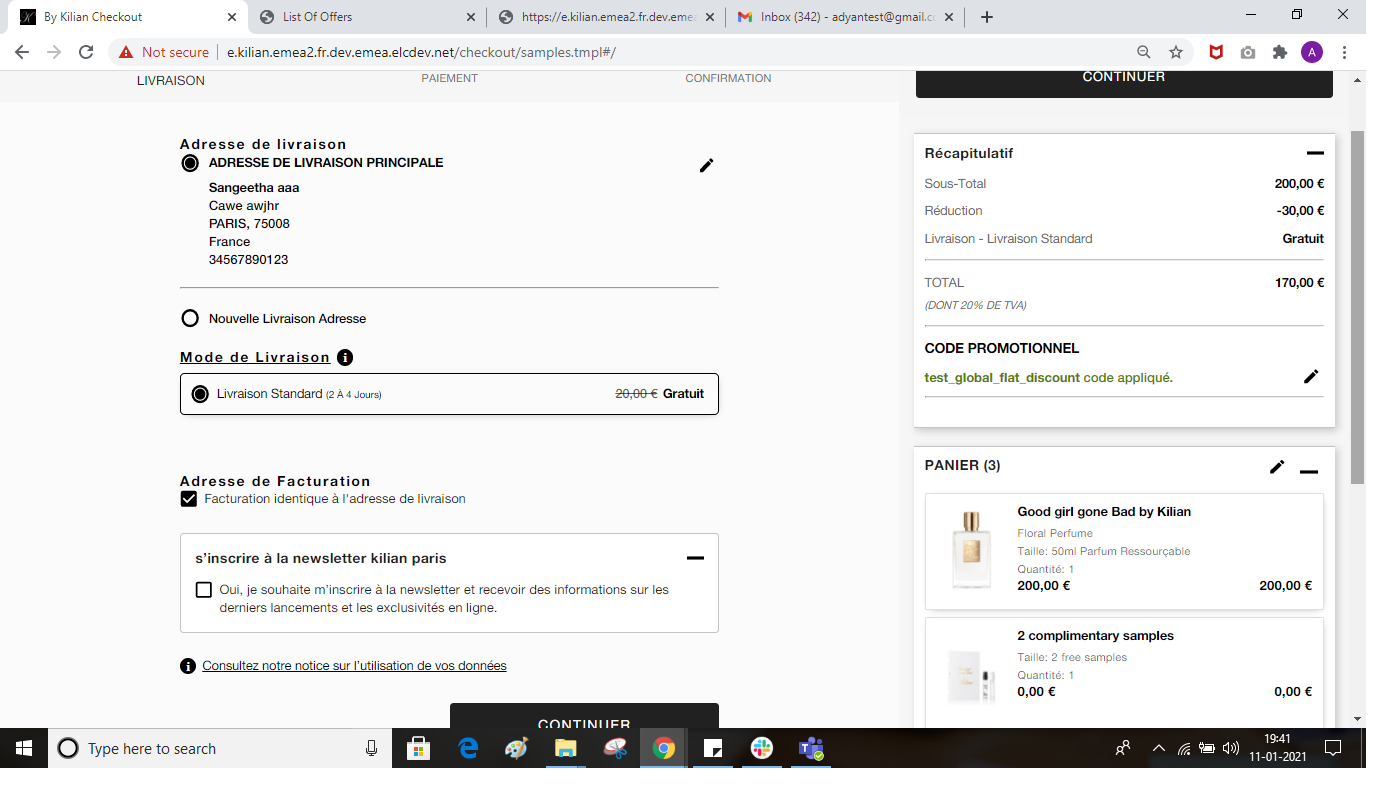 By Kilian Checkout
List Of Offers
https://e.kilian.emea2.fr.dev.eme
Inbox (342) - adyantest@gmail.c
Not secure
e.kilian.emea2.fr.dev.emea.elcdev.net/checkout/samples.tmpl#/
A
LIVRAISON
PAIEMENT
CONFIRMATION
Adresse de livraison
ADRESSE DE LIVRAISON PRINCIPALE
Sangeetha aaa
Cawe awjhr
PARIS, 75008
France
34567890123
Nouvelle Livraison Adresse
Mode de Livraison
Livraison Standard (2 À 4 Jours) 20,00 € Gratuit
Adresse de Facturation
Facturation identique à l'adresse de livraison
s'inscrire à la newsletter kilian paris
Oui, je souhaite m'inscrire à la newsletter et recevoir des informations sur les
derniers lancements et les exclusivités en ligne.
Consultez notre notice sur l'utilisation de vos données
CONTINUER
CONTINUER
Récapitulatif
Sous-Total 200,00 €
Réduction -30,00 €
Livraison - Livraison Standard Gratuit
TOTAL 170,00 €
(DONT 20% DE TVA)
CODE PROMOTIONNEL
test_global_flat_discount code appliqué.
PANIER (3)
Good girl gone Bad by Kilian
Floral Perfume
Taille: 50ml Parfum Ressourçable
Quantité: 1
200,00 € 200,00 €
2 complimentary samples
Taille: 2 free samples
Quantité: 1
0,00 € 0,00 €
Type here to search
19:41
11-01-2021